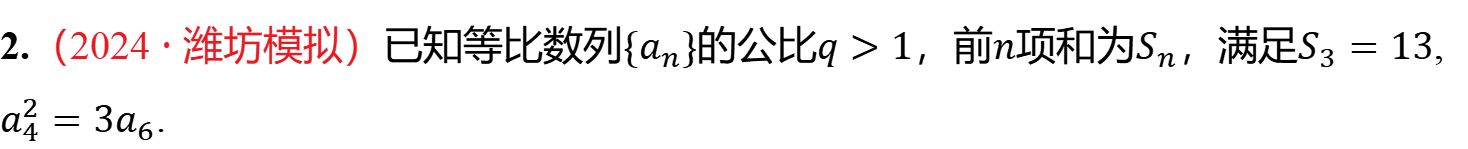 2.（2024·潍坊模拟）已知等比数列{aₙ}的公比q > 1，前n项和为Sₙ，满足S₃ = 13,
a₄² = 3a₆.